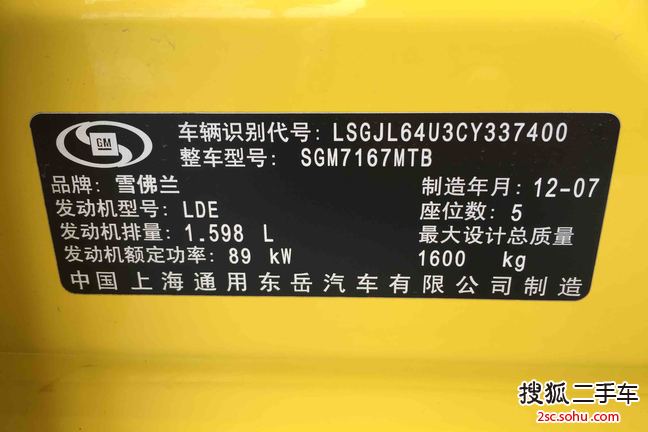 GM
车辆识别代号: LSGJL64U3CY337400
整车型号: SGM7167MTB
品牌: 雪佛兰 制造年月: 12-07
发动机型号: LDE 座位数: 5
发动机排量: 1.598 L 最大设计总质量
发动机额定功率: 89 kW 1600 kg
中国上海通用东岳汽车有限公司制造
搜狐二手车
2sc.sohu.com